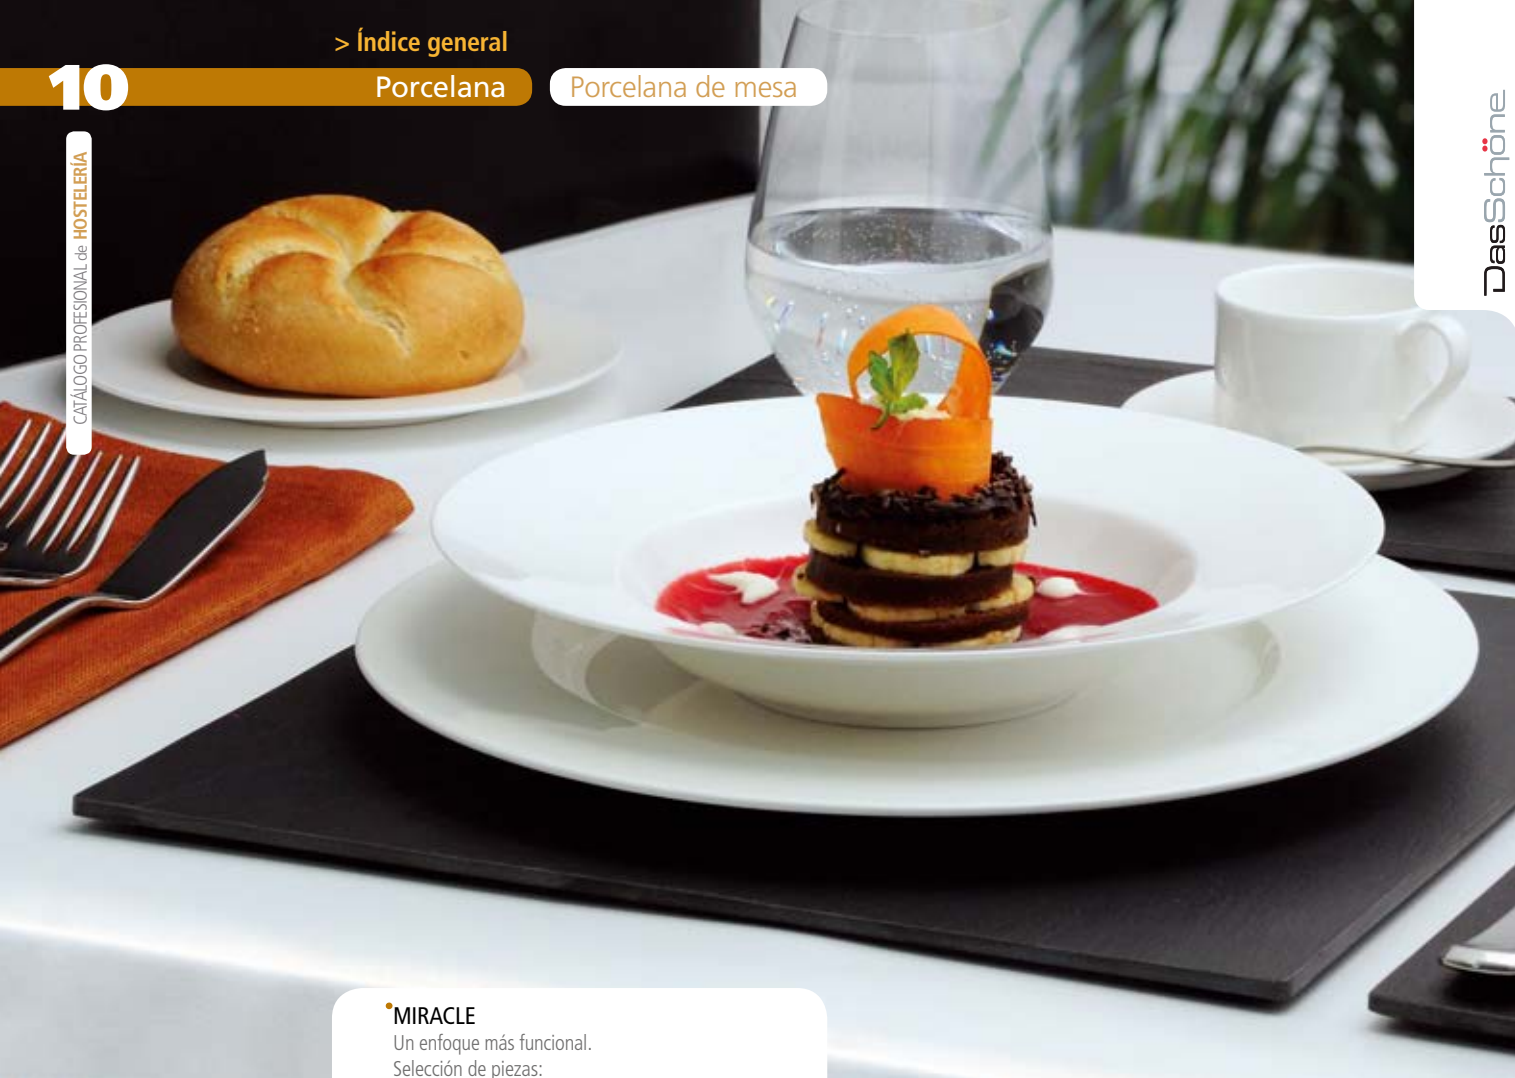 > Índice general
10
Porcelana
Porcelana de mesa
CATÁLOGO PROFESIONAL de HOSTELERÍA
DasSchöne
MIRACLE
Un enfoque más funcional.
Selección de piezas: